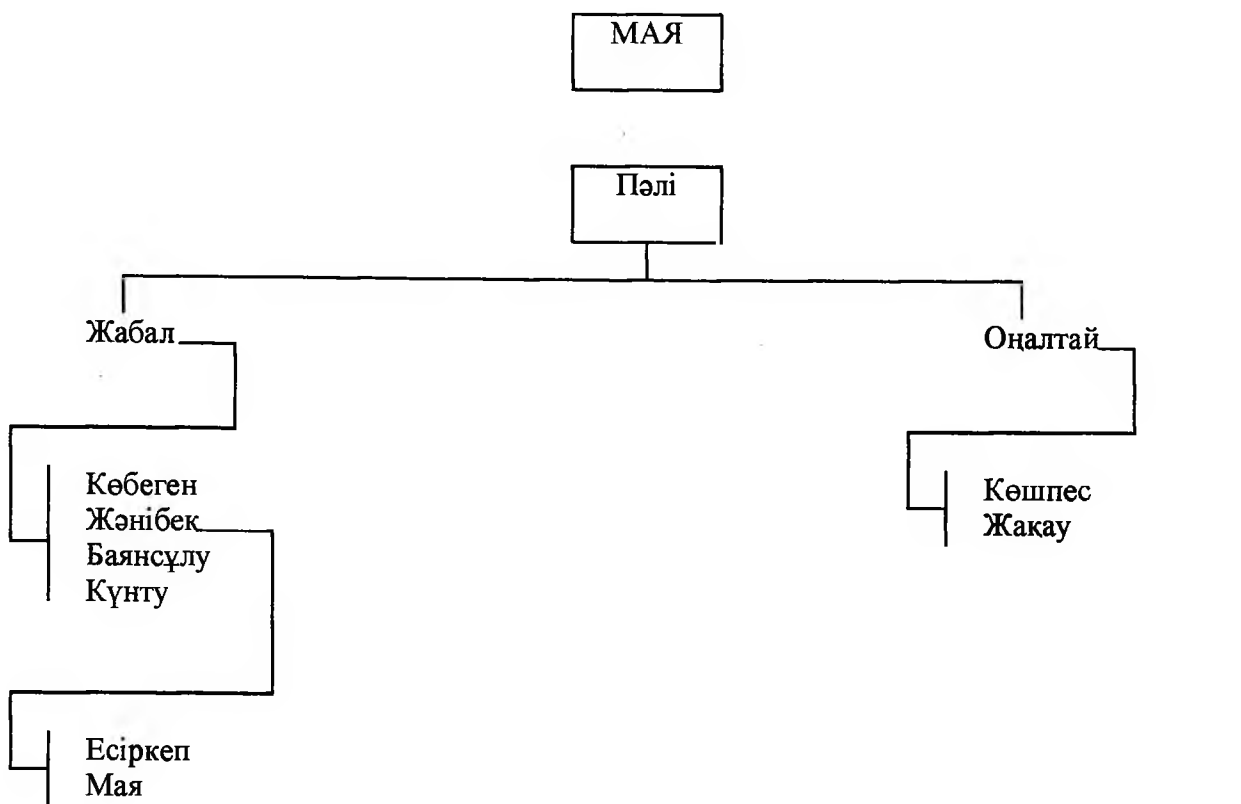 МАЯ
Пәлі
Жабал
Оңалтай
Көбеген
Жәнібек
Баянсұлу
Күнту
Көшпес
Жақау
Есіркеп
Мая